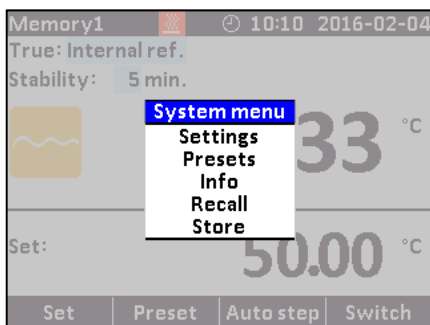 Memory1 10:10 2016-02-04
True: Internal ref.
Stability: 5 min.
System menu
Settings
Presets
Info
Recall
Store
33 °C
Set: 50.00 °C
Set Preset Auto step Switch